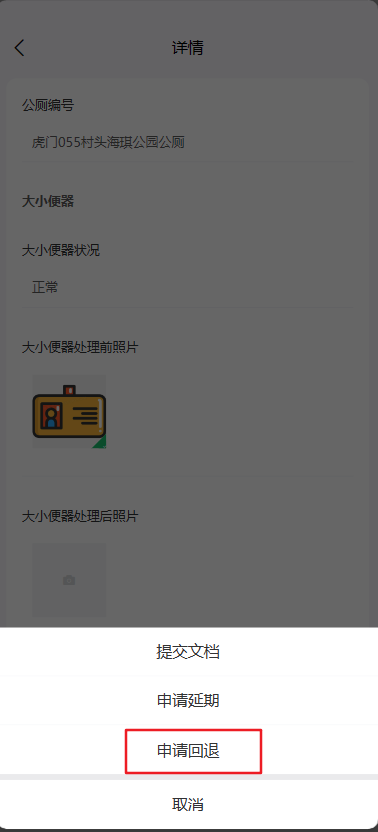 详情
公厕编号
虎门055村头海琪公园公厕
大小便器
大小便器状况
正常
大小便器处理前照片
大小便器处理后照片
提交文档
申请延期
申请回退
取消